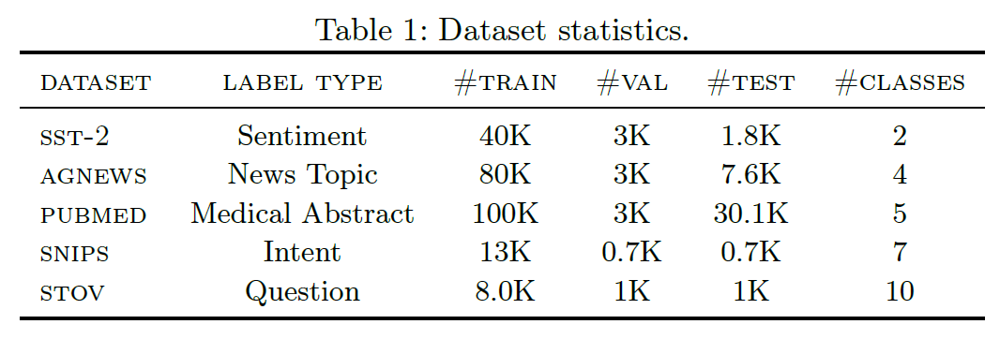 Table 1: Dataset statistics.
DATASET LABEL TYPE #TRAIN #VAL #TEST #CLASSES
SST-2 Sentiment 40K 3K 1.8K 2
AGNEWS News Topic 80K 3K 7.6K 4
PUBMED Medical Abstract 100K 3K 30.1K 5
SNIPS Intent 13K 0.7K 0.7K 7
STOV Question 8.0K 1K 1K 10